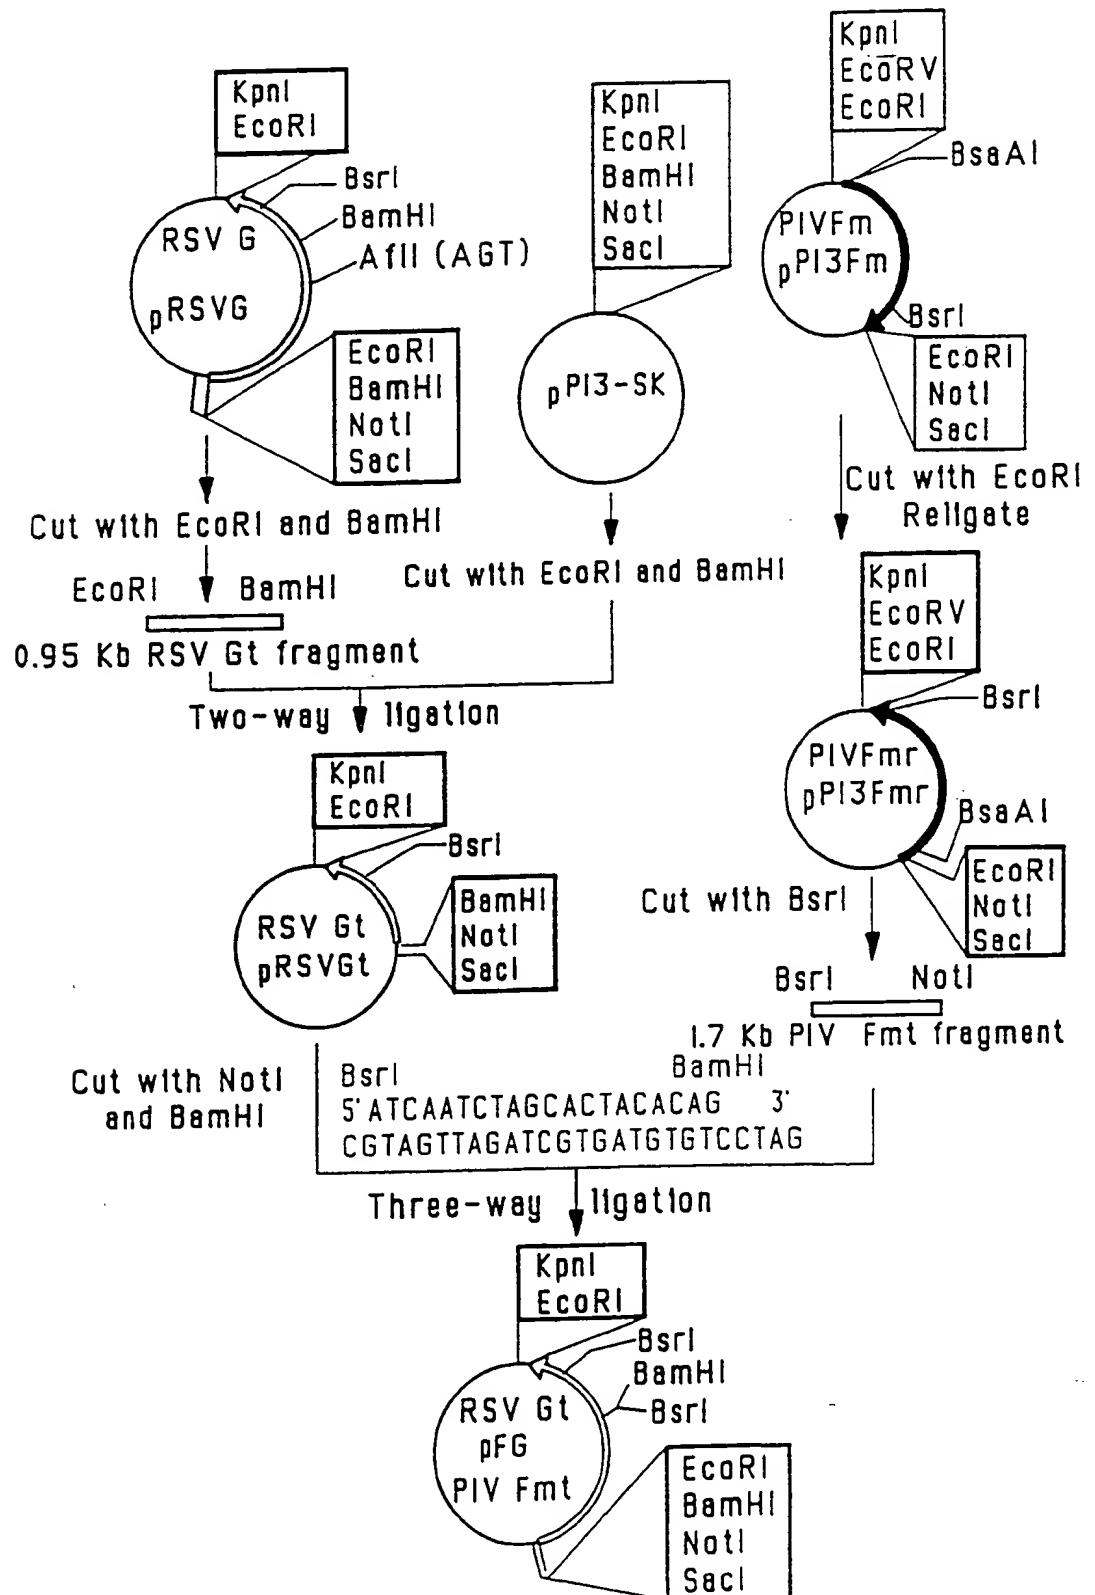 KpnI
EcoRI
BsrI
BamHI
AflI (AGT)
RSV G
pRSVG
EcoRI
BamHI
NotI
SacI
Cut with EcoRI and BamHI
EcoRI BamHI
0.95 Kb RSV Gt fragment
KpnI
EcoRI
BamHI
NotI
SacI
pPI3-SK
Cut with EcoRI and BamHI
KpnI
EcoRV
EcoRI
BsaAI
PIVFm
pPI3Fm
BsrI
EcoRI
NotI
SacI
Cut with EcoRI
Religate
KpnI
EcoRV
EcoRI
BsrI
PIVFmr
pPI3Fmr
BsaAI
EcoRI
NotI
SacI
Cut with BsrI
BsrI NotI
1.7 Kb PIV Fmt fragment
Two-way ligation
KpnI
EcoRI
BsrI
RSV Gt
pRSVGt
BamHI
NotI
SacI
Cut with NotI
and BamHI
BsrI BamHI
5'ATCAATCTAGCACTACACAG 3'
CGTAGTTAGATCGTGATGTGTCCTAG
Three-way ligation
KpnI
EcoRI
BsrI
BamHI
BsrI
RSV Gt
pFG
PIV Fmt
EcoRI
BamHI
NotI
SacI